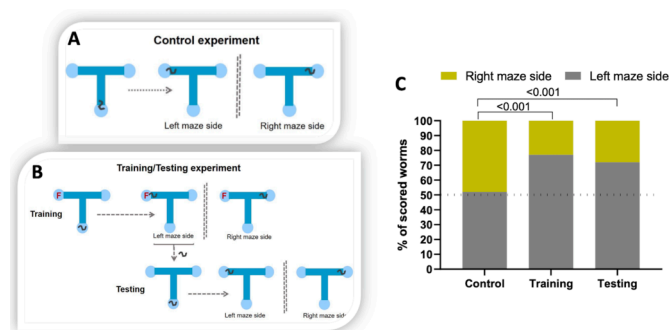 A
Control experiment
Left maze side
Right maze side
B
Training/Testing experiment
F
F
F
Training
Left maze side
Right maze side
Testing
Left maze side
Right maze side
C
Right maze side
Left maze side
<0.001
<0.001
% of scored worms
100
90
80
70
60
50
40
30
20
10
0
Control
Training
Testing